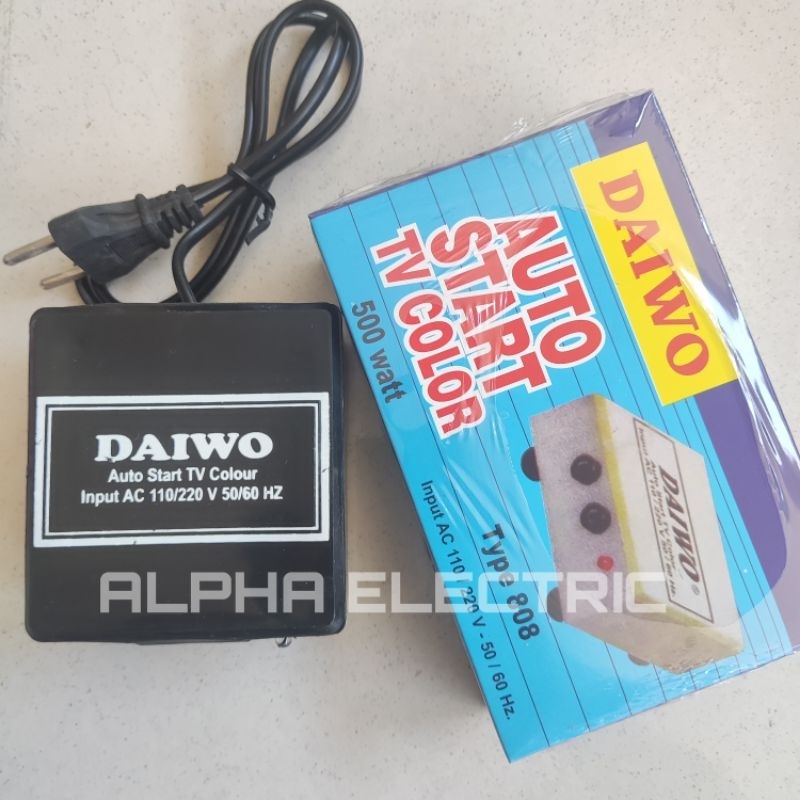 DAIWO
Auto Start TV Colour
Input AC 110/220 V 50/60 HZ
DAIWO
AUTO
START
TV COLOR
500 watt
DAIWO
Type 808
Input AC 110/220 V - 50 / 60 Hz.
ALPHA ELECTRIC